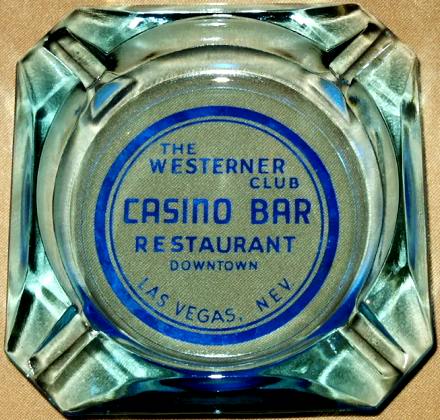 THE
WESTERNER
CLUB
CASINO BAR
RESTAURANT
DOWNTOWN
LAS VEGAS, NEV.